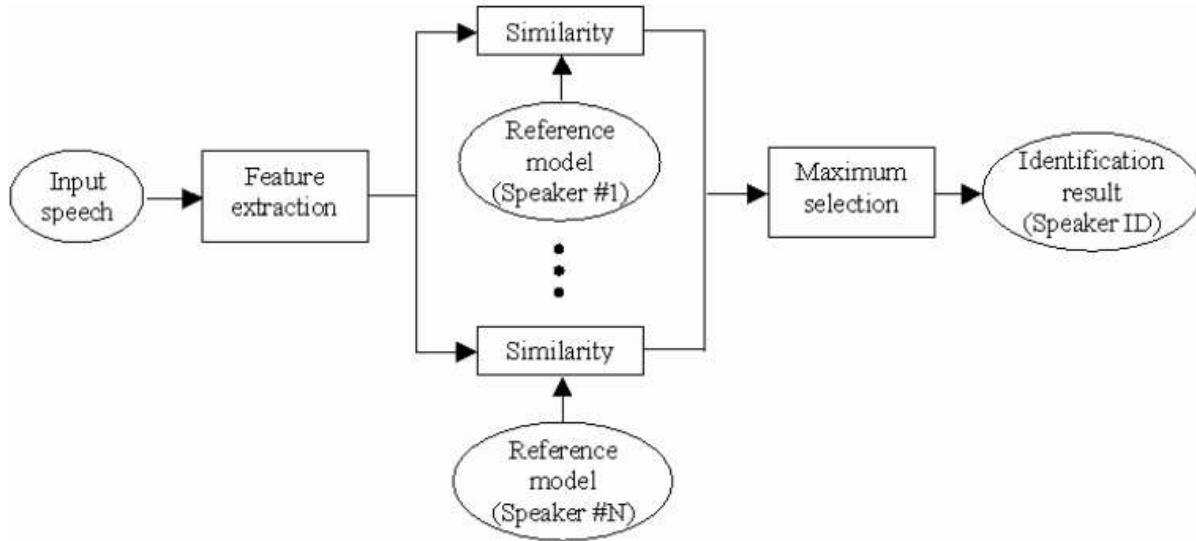 Input
speech
Feature
extraction
Similarity
Reference
model
(Speaker #1)
Similarity
Reference
model
(Speaker #N)
Maximum
selection
Identification
result
(Speaker ID)